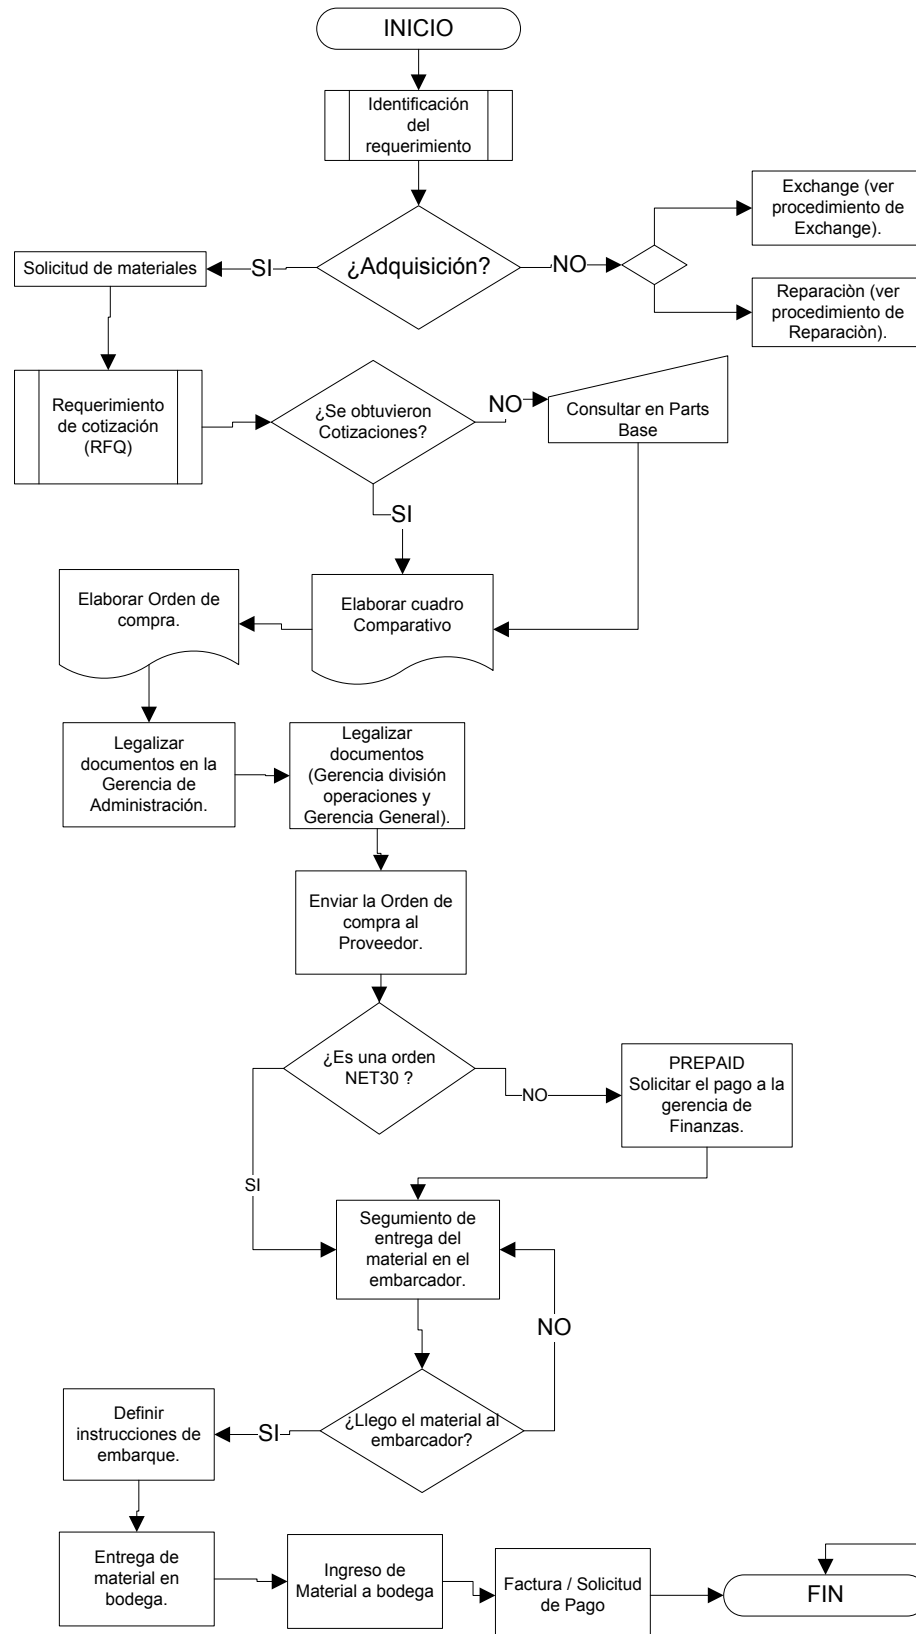 INICIO
Identificación
del
requerimiento
Exchange (ver
procedimiento de
Exchange).
¿Adquisición?
SI
NO
Solicitud de materiales
Reparaciòn (ver
procedimiento de
Reparaciòn).
Requerimiento
de cotización
(RFQ)
¿Se obtuvieron
Cotizaciones?
NO
Consultar en Parts
Base
SI
Elaborar Orden de
compra.
Elaborar cuadro
Comparativo
Legalizar
documentos en la
Gerencia de
Administración.
Legalizar
documentos
(Gerencia división
operaciones y
Gerencia General).
Enviar la Orden de
compra al
Proveedor.
¿Es una orden
NET30 ?
NO
PREPAID
Solicitar el pago a la
gerencia de
Finanzas.
SI
Segumiento de
entrega del
material en el
embarcador.
NO
¿Llego el material al
embarcador?
SI
Definir
instrucciones de
embarque.
Entrega de
material en
bodega.
Ingreso de
Material a bodega
Factura / Solicitud
de Pago
FIN